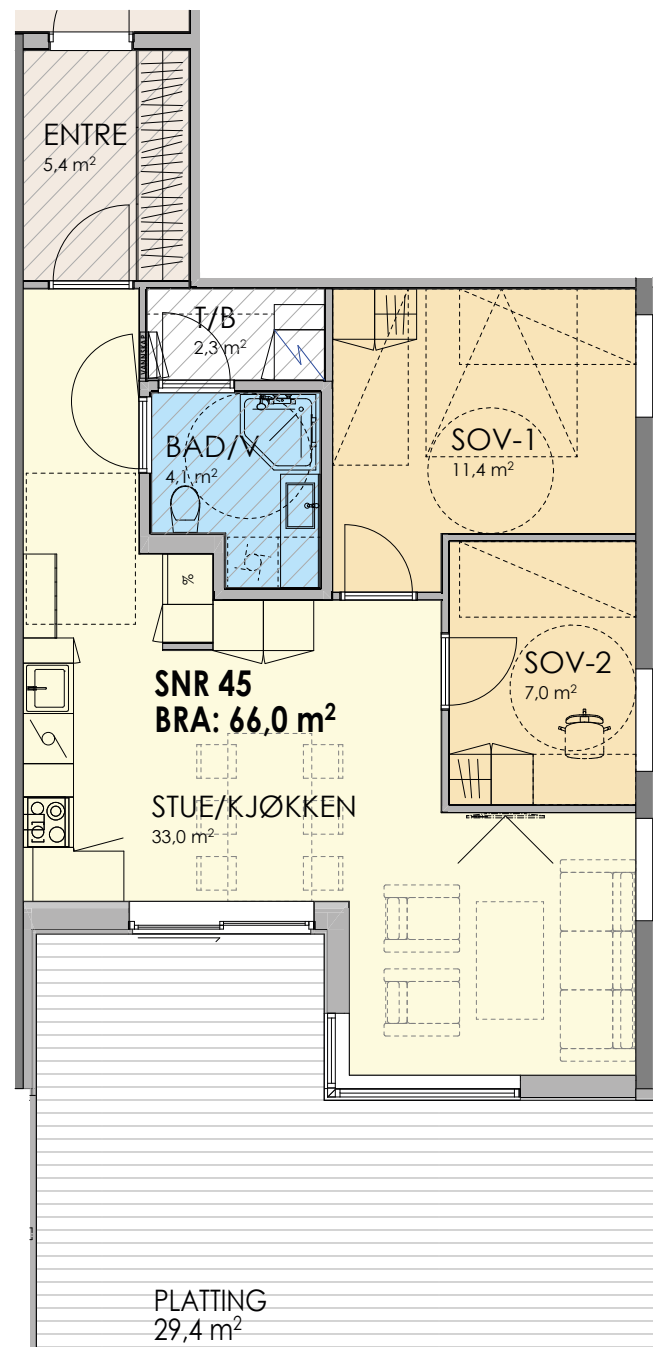 ENTRE
5,4 m²
T/B
2,3 m²
BAD/V
4,1 m²
SOV-1
11,4 m²
SOV-2
7,0 m²
SNR 45
BRA: 66,0 m²
STUE/KJØKKEN
33,0 m²
PLATTING
29,4 m²